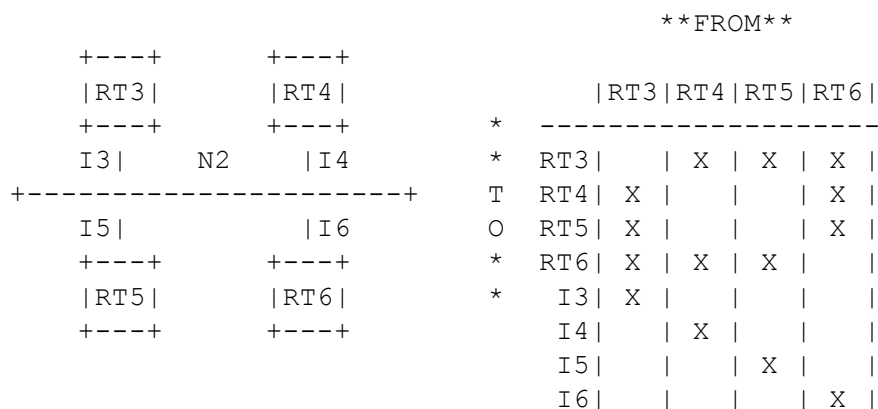 **FROM**
    +---+      +---+
    |RT3|      |RT4|            |RT3|RT4|RT5|RT6|
    +---+      +---+        *  --------------------
    I3|    N2    |I4        *  RT3|   | X | X | X |
+----------------------+    T  RT4| X |   |   | X |
    I5|          |I6        O  RT5| X |   |   | X |
    +---+      +---+        *  RT6| X | X | X |   |
    |RT5|      |RT6|        *   I3| X |   |   |   |
    +---+      +---+            I4|   | X |   |   |
                                I5|   |   | X |   |
                                I6|   |   |   | X |